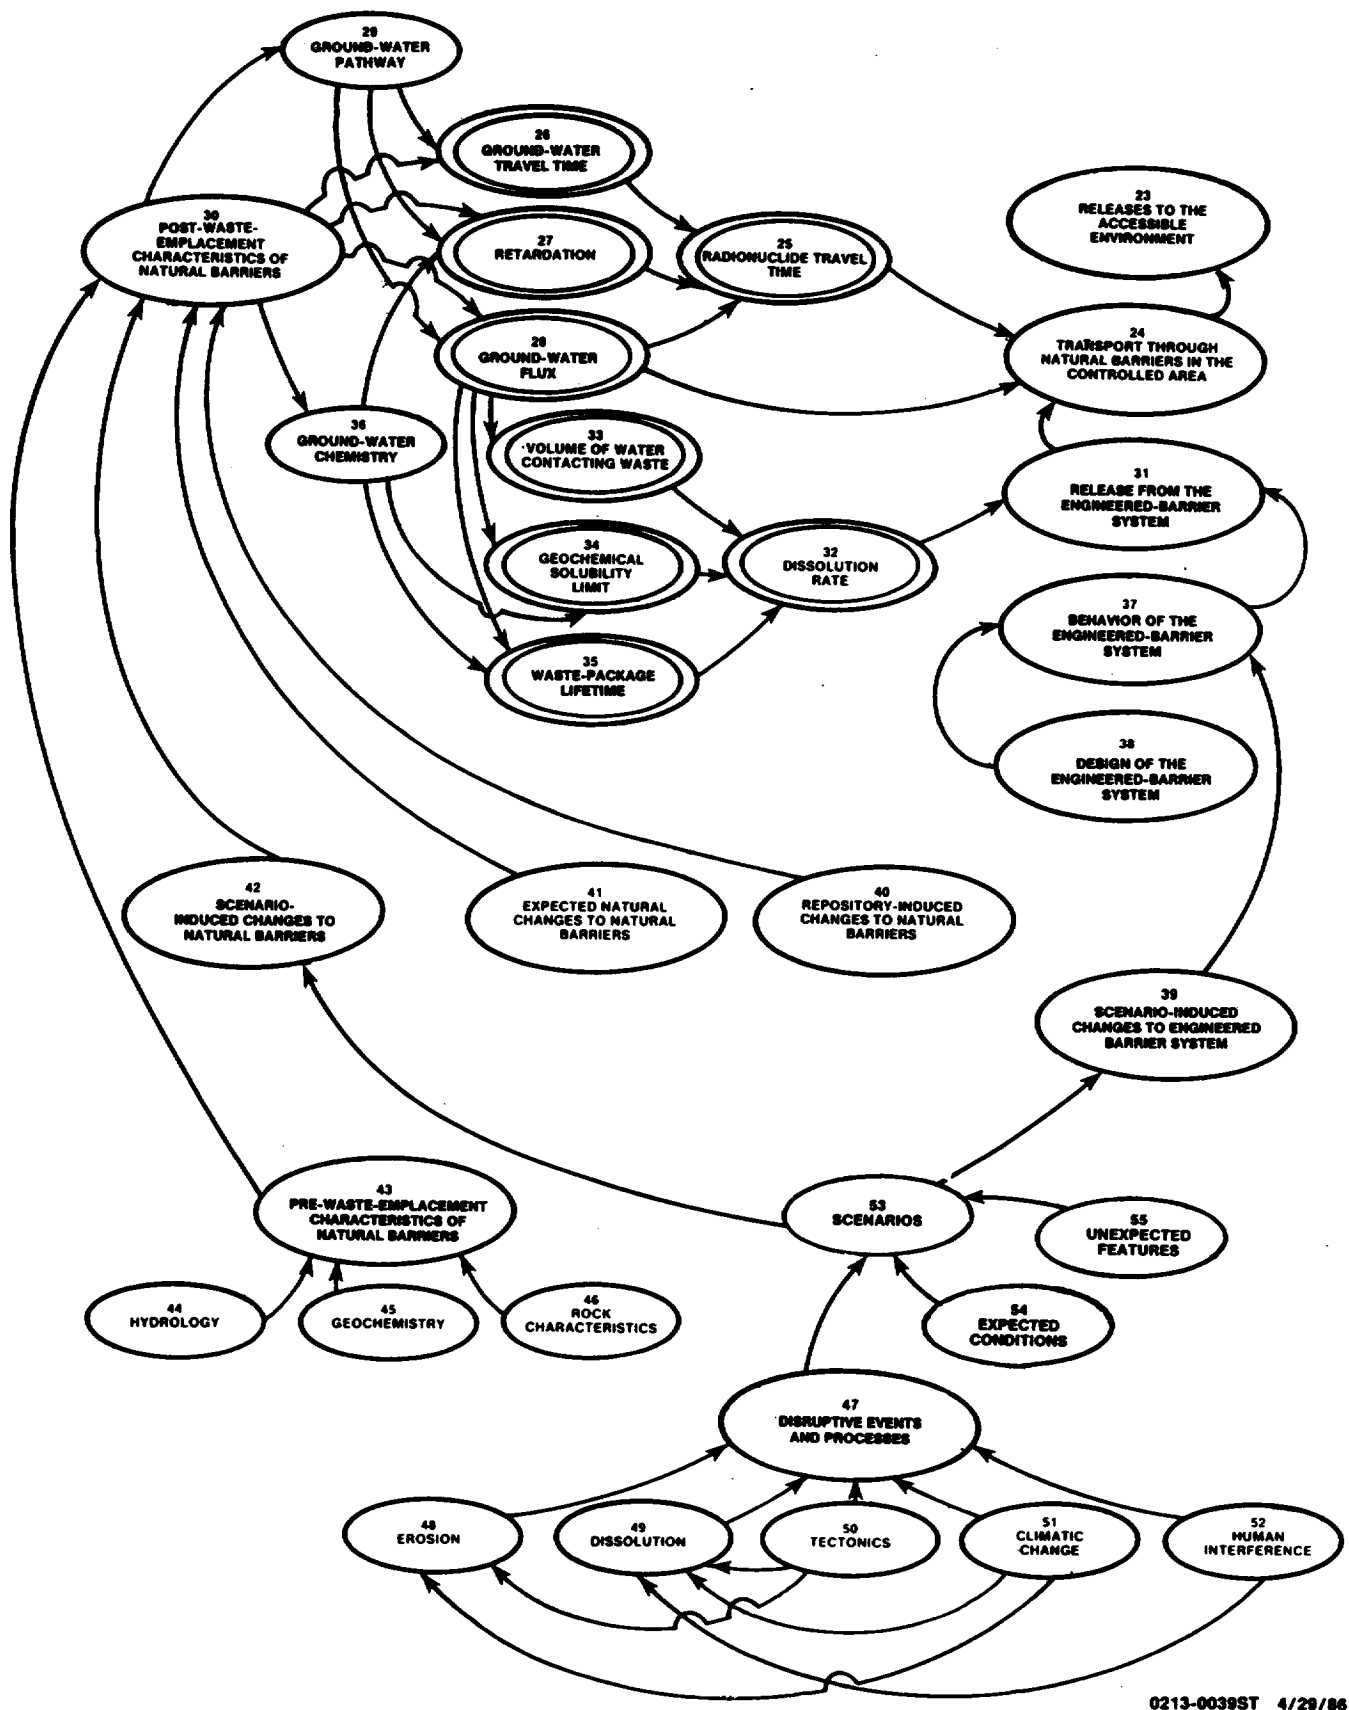 29
GROUND-WATER
PATHWAY
26
GROUND-WATER
TRAVEL TIME
23
RELEASES TO THE
ACCESSIBLE
ENVIRONMENT
30
POST-WASTE-
EMPLACEMENT
CHARACTERISTICS OF
NATURAL BARRIERS
27
RETARDATION
25
RADIONUCLIDE TRAVEL
TIME
28
GROUND-WATER
FLUX
24
TRANSPORT THROUGH
NATURAL BARRIERS IN THE
CONTROLLED AREA
36
GROUND-WATER
CHEMISTRY
33
VOLUME OF WATER
CONTACTING WASTE
31
RELEASE FROM THE
ENGINEERED-BARRIER
SYSTEM
34
GEOCHEMICAL
SOLUBILITY
LIMIT
32
DISSOLUTION
RATE
37
BEHAVIOR OF THE
ENGINEERED-BARRIER
SYSTEM
35
WASTE-PACKAGE
LIFETIME
38
DESIGN OF THE
ENGINEERED-BARRIER
SYSTEM
42
SCENARIO-
INDUCED CHANGES TO
NATURAL BARRIERS
41
EXPECTED NATURAL
CHANGES TO NATURAL
BARRIERS
40
REPOSITORY-INDUCED
CHANGES TO NATURAL
BARRIERS
39
SCENARIO-INDUCED
CHANGES TO ENGINEERED
BARRIER SYSTEM
43
PRE-WASTE-EMPLACEMENT
CHARACTERISTICS OF
NATURAL BARRIERS
53
SCENARIOS
55
UNEXPECTED
FEATURES
44
HYDROLOGY
45
GEOCHEMISTRY
46
ROCK
CHARACTERISTICS
54
EXPECTED
CONDITIONS
47
DISRUPTIVE EVENTS
AND PROCESSES
48
EROSION
49
DISSOLUTION
50
TECTONICS
51
CLIMATIC
CHANGE
52
HUMAN
INTERFERENCE
0213-0039ST 4/29/86